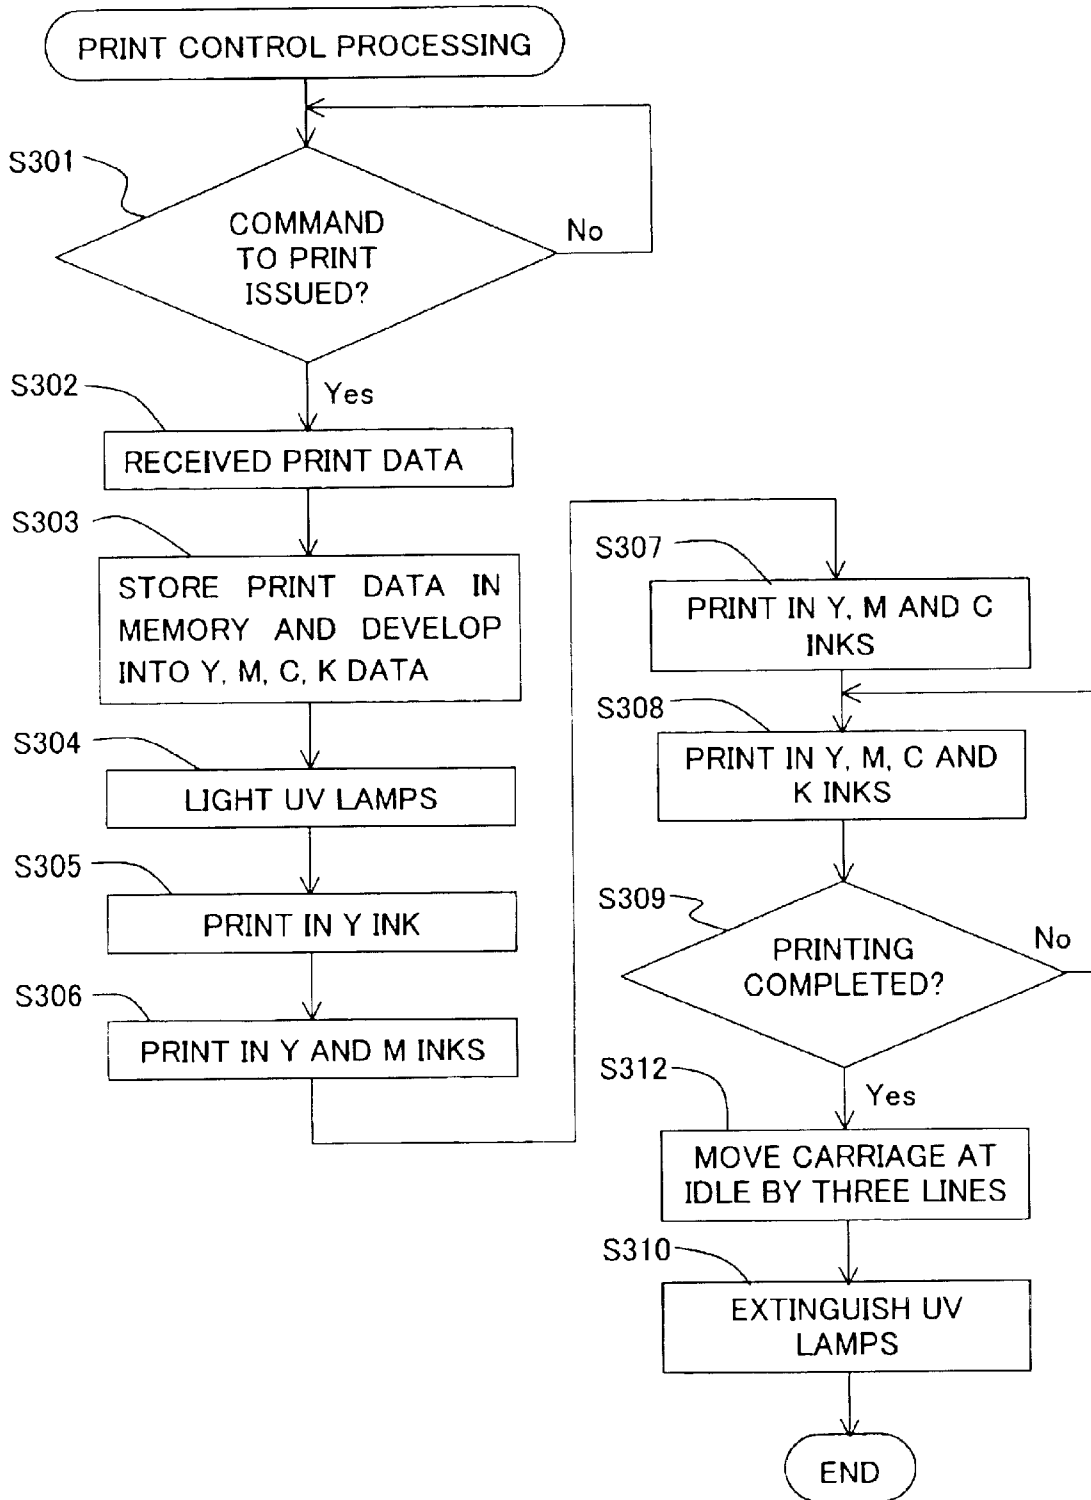 PRINT CONTROL PROCESSING
S301
COMMAND
TO PRINT
ISSUED?
No
Yes
S302
RECEIVED PRINT DATA
S303
STORE PRINT DATA IN
MEMORY AND DEVELOP
INTO Y, M, C, K DATA
S304
LIGHT UV LAMPS
S305
PRINT IN Y INK
S306
PRINT IN Y AND M INKS
S307
PRINT IN Y, M AND C
INKS
S308
PRINT IN Y, M, C AND
K INKS
S309
PRINTING
COMPLETED?
No
Yes
S312
MOVE CARRIAGE AT
IDLE BY THREE LINES
S310
EXTINGUISH UV
LAMPS
END